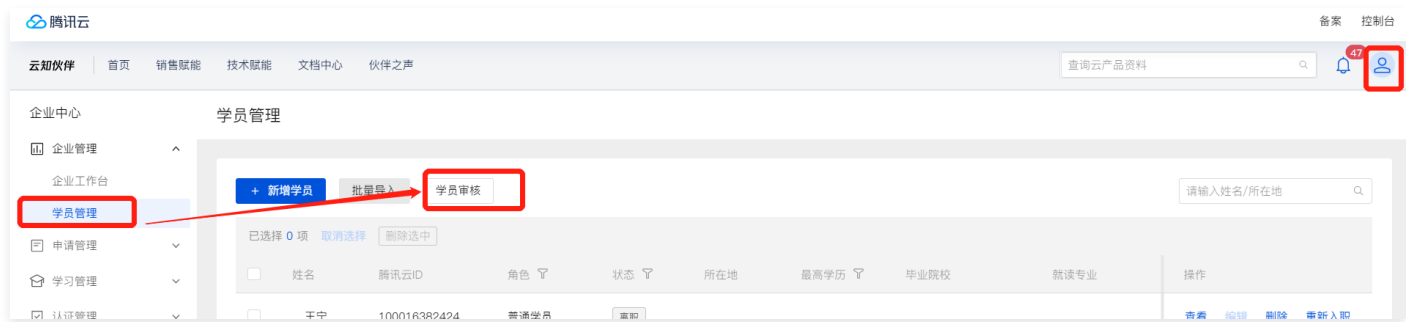 腾讯云
备案 控制台
云知伙伴 首页 销售赋能 技术赋能 文档中心 伙伴之声 查询云产品资料 47
企业中心
学员管理
企业管理
企业工作台
学员管理
申请管理
学习管理
认证管理
+ 新增学员 批量导入 学员审核 请输入姓名/所在地
已选择 0 项 取消选择 删除选中
姓名 腾讯云ID 角色 状态 所在地 最高学历 毕业院校 就读专业 操作
王宁 100016382424 普通学员 离职 查看 编辑 删除 重新入职